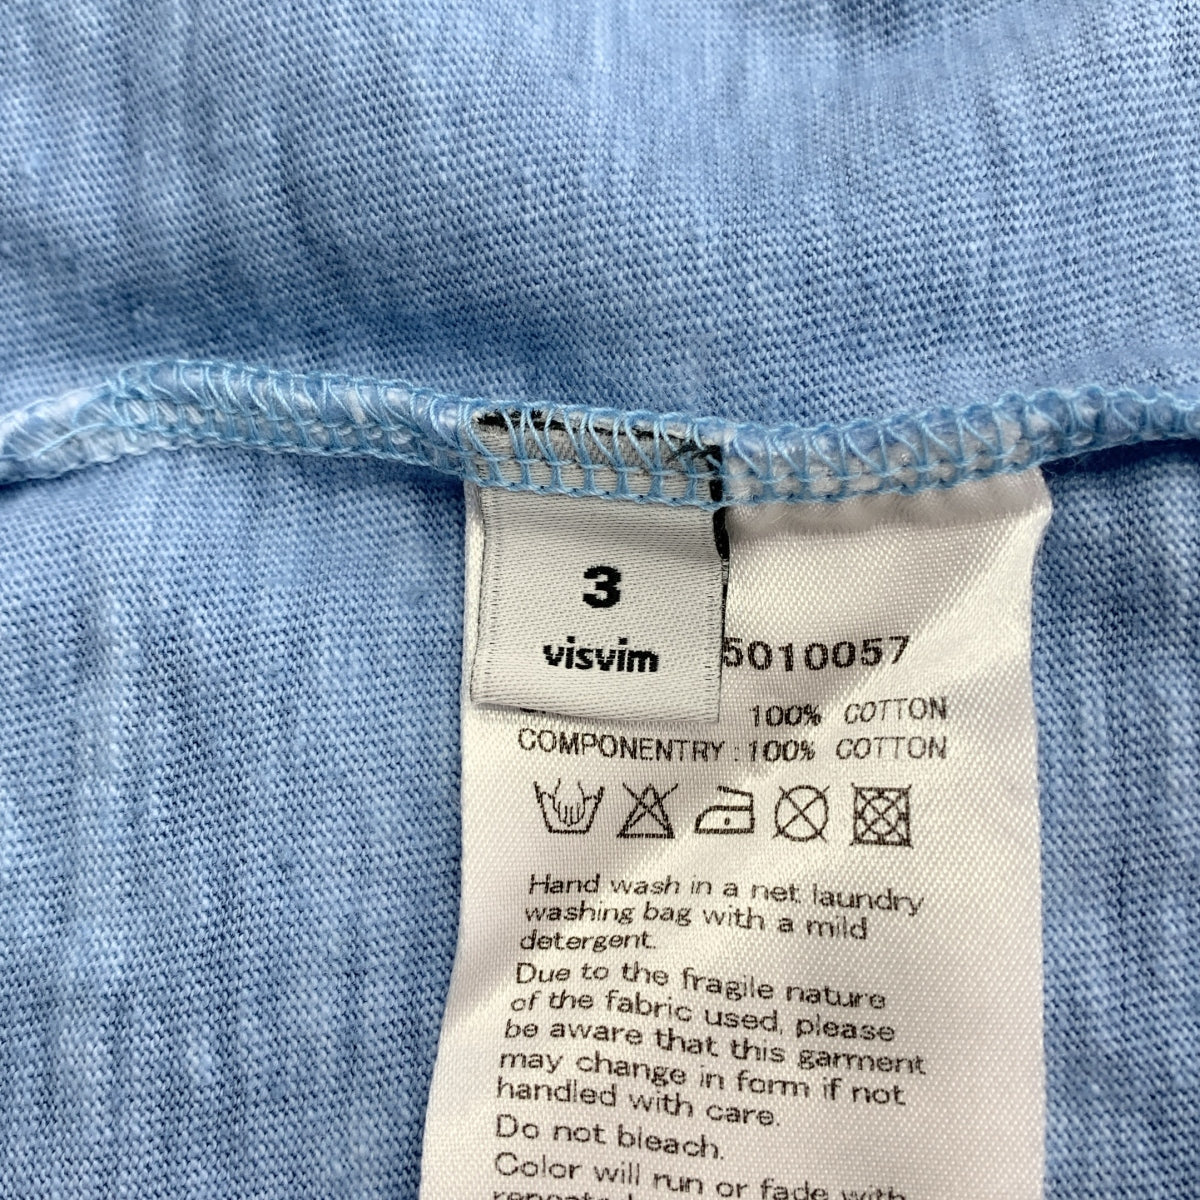 3
visvim
5010057
100% COTTON
COMPONENTRY : 100% COTTON
Hand wash in a net laundry
washing bag with a mild
detergent.
Due to the fragile nature
of the fabric used, please
be aware that this garment
may change in form if not
handled with care.
Do not bleach.
Color will run or fade with